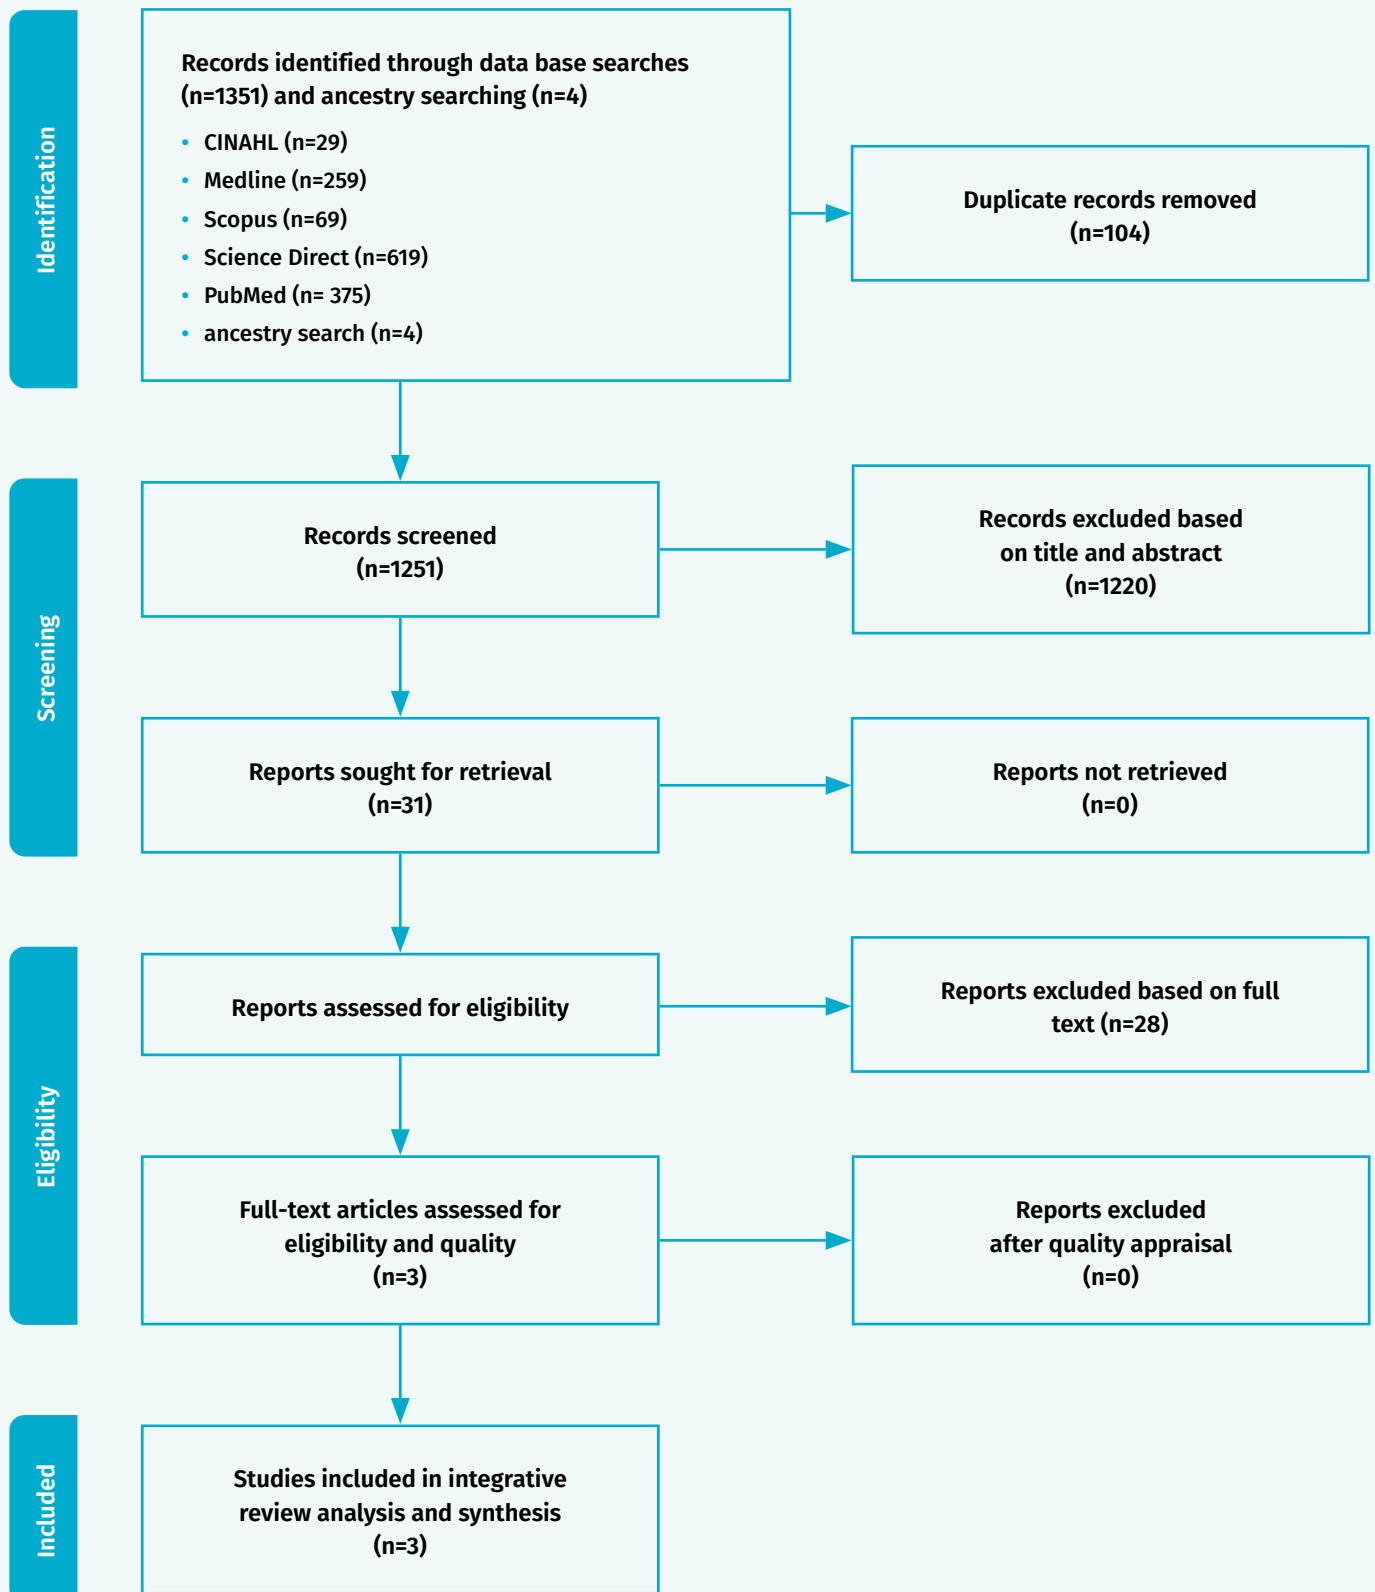 Identification
Records identified through data base searches
(n=1351) and ancestry searching (n=4)
• CINAHL (n=29)
• Medline (n=259)
• Scopus (n=69)
• Science Direct (n=619)
• PubMed (n= 375)
• ancestry search (n=4)
Duplicate records removed
(n=104)
Screening
Records screened
(n=1251)
Records excluded based
on title and abstract
(n=1220)
Reports sought for retrieval
(n=31)
Reports not retrieved
(n=0)
Eligibility
Reports assessed for eligibility
Reports excluded based on full
text (n=28)
Full-text articles assessed for
eligibility and quality
(n=3)
Reports excluded
after quality appraisal
(n=0)
Included
Studies included in integrative
review analysis and synthesis
(n=3)